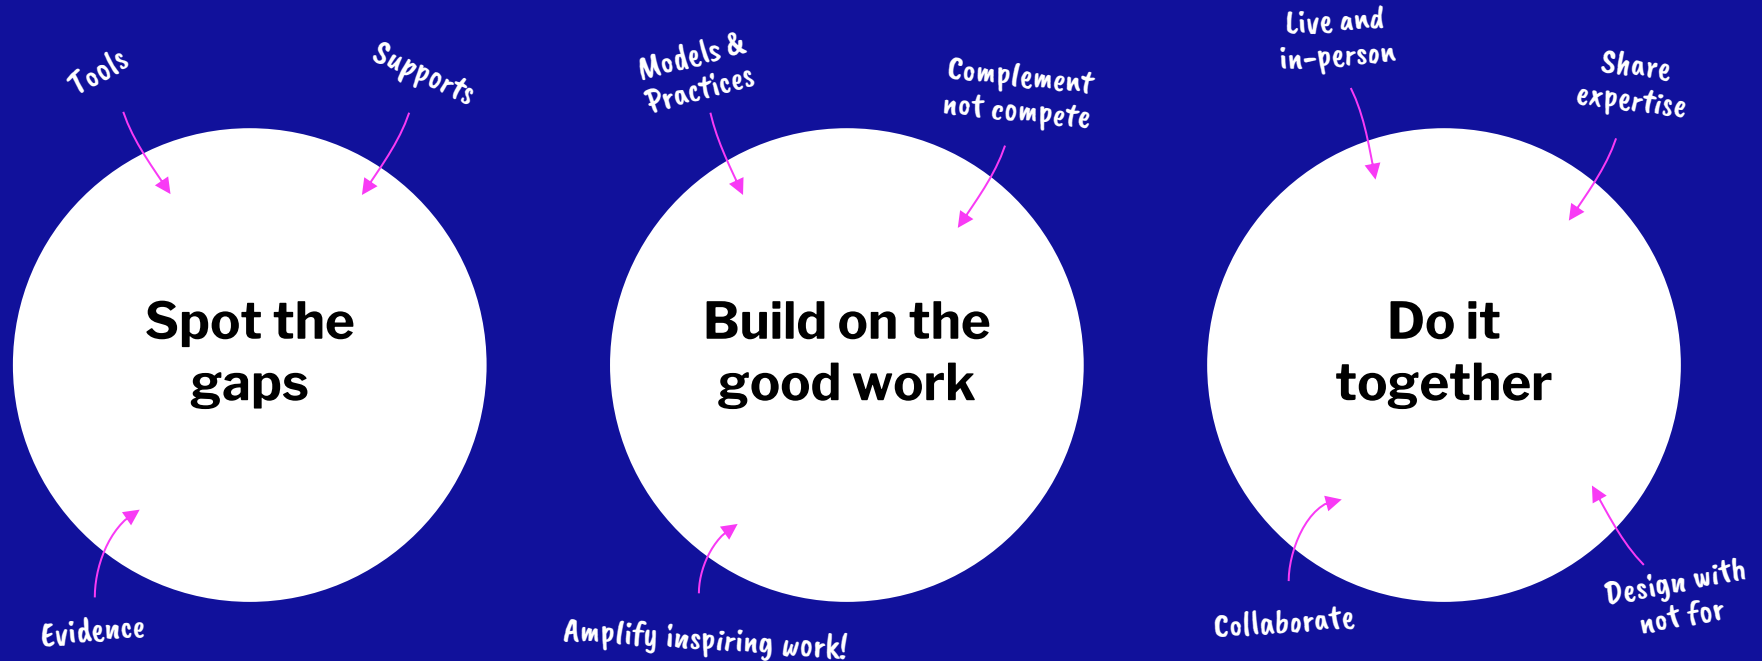 Tools
Supports
Spot the
gaps
Evidence
Models &
Practices
Complement
not compete
Build on the
good work
Amplify inspiring work!
Live and
in-person
Share
expertise
Do it
together
Collaborate
Design with
not for